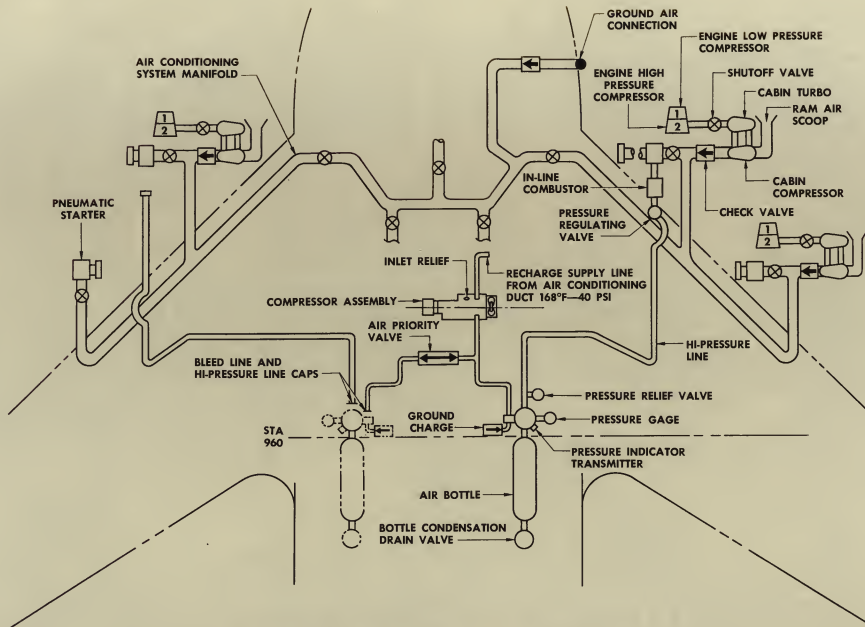 GROUND AIR
CONNECTION
ENGINE LOW PRESSURE
COMPRESSOR
AIR CONDITIONING
SYSTEM MANIFOLD
ENGINE HIGH
PRESSURE
COMPRESSOR
SHUTOFF VALVE
CABIN TURBO
RAM AIR
SCOOP
1
2
1
2
PNEUMATIC
STARTER
IN-LINE
COMBUSTOR
CABIN
COMPRESSOR
PRESSURE
REGULATING
VALVE
CHECK VALVE
1
2
INLET RELIEF
RECHARGE SUPPLY LINE
FROM AIR CONDITIONING
DUCT 168°F—40 PSI
COMPRESSOR ASSEMBLY
AIR PRIORITY
VALVE
HI-PRESSURE
LINE
BLEED LINE AND
HI-PRESSURE LINE CAPS
PRESSURE RELIEF VALVE
GROUND
CHARGE
PRESSURE GAGE
STA
960
PRESSURE INDICATOR
TRANSMITTER
AIR BOTTLE
BOTTLE CONDENSATION
DRAIN VALVE